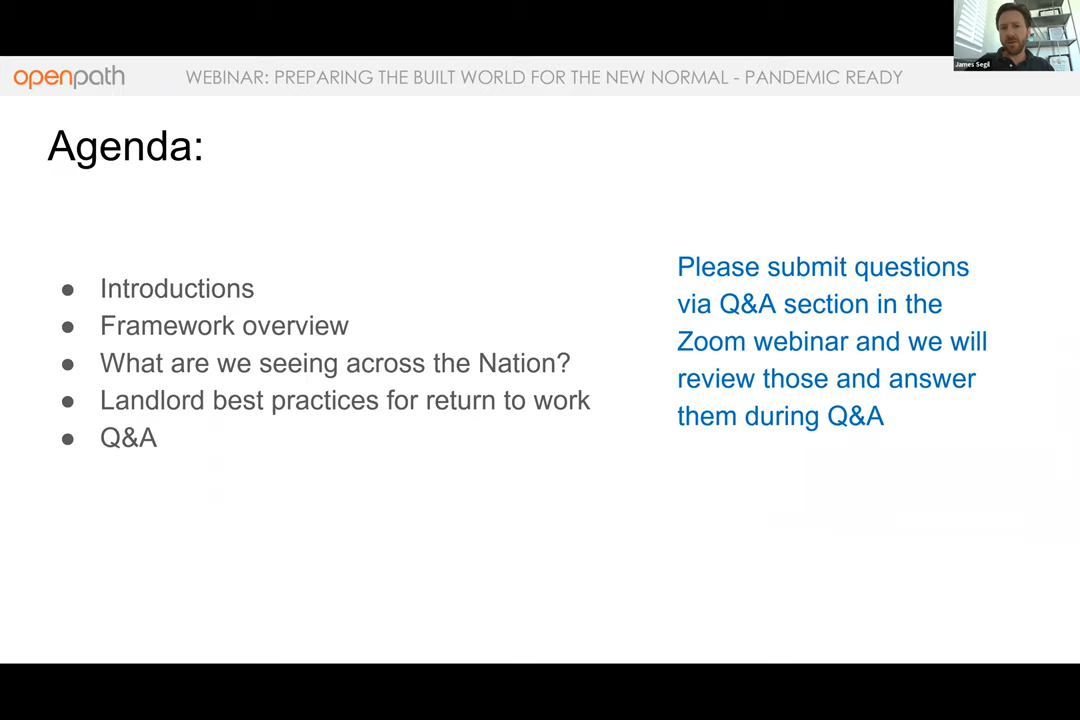 James Segil
openpath
WEBINAR: PREPARING THE BUILT WORLD FOR THE NEW NORMAL - PANDEMIC READY
Agenda:
● Introductions
● Framework overview
● What are we seeing across the Nation?
● Landlord best practices for return to work
● Q&A
Please submit questions
via Q&A section in the
Zoom webinar and we will
review those and answer
them during Q&A